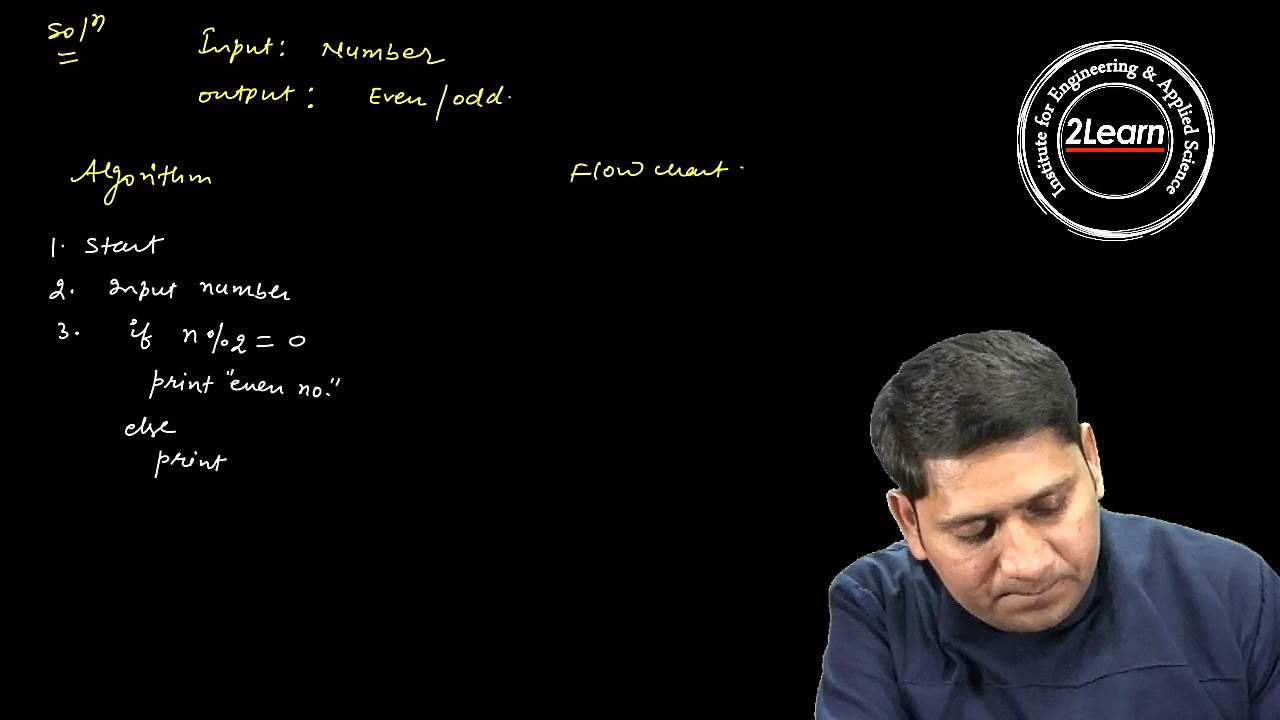 Soln
Input: Number
output: Even/odd.
Algorithm
Flow chart.
1. Start
2. Input number
3. if n%2 = 0
print "even no."
else
print
Institute for Engineering & Applied Science
2Learn